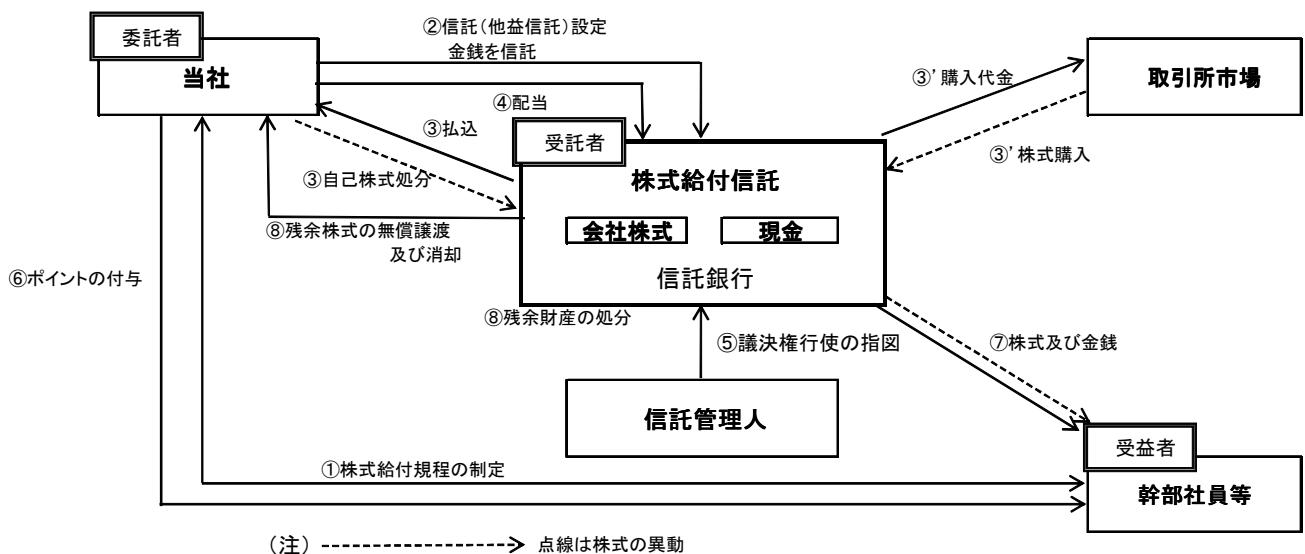 委託者
当社
②信託(他益信託)設定
金銭を信託
④配当
③払込
③自己株式処分
⑧残余株式の無償譲渡
及び消却
⑥ポイントの付与
受託者
株式給付信託
会社株式
現金
信託銀行
③’購入代金
取引所市場
③’株式購入
⑧残余財産の処分
⑤議決権行使の指図
⑦株式及び金銭
信託管理人
受益者
幹部社員等
①株式給付規程の制定
(注)
点線は株式の異動